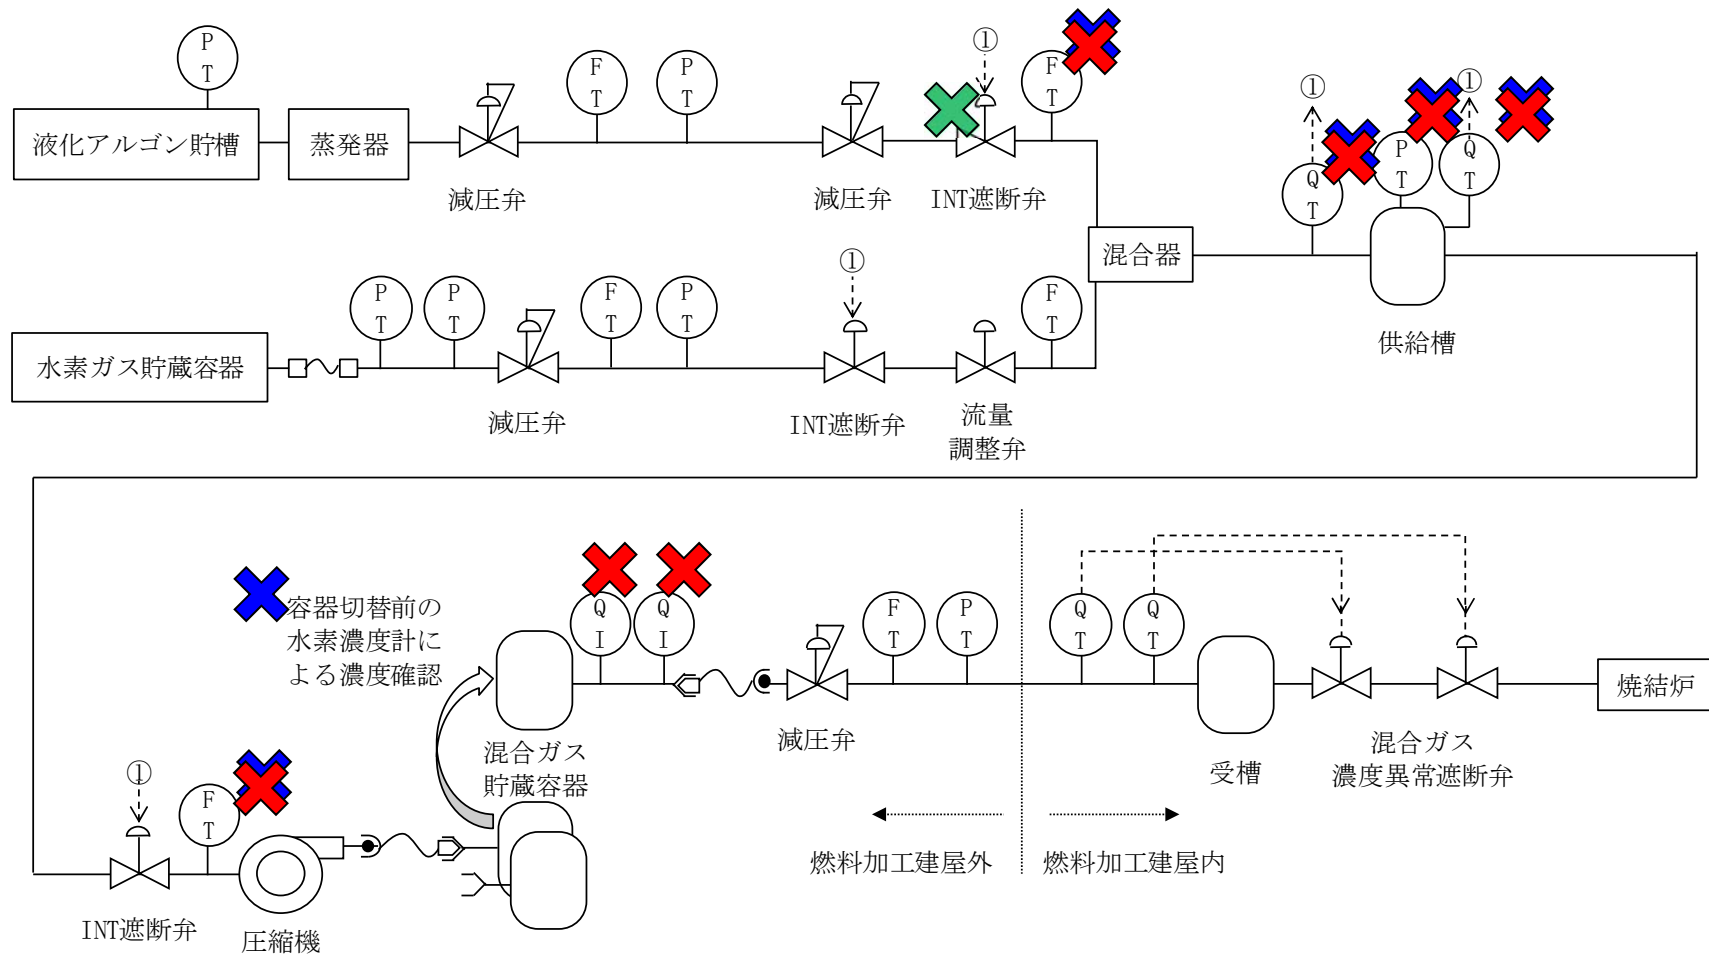 P
T
①
F
T
P
T
F
T
①
①
液化アルゴン貯槽
蒸発器
P
T
Q
T
Q
T
減圧弁
減圧弁
INT遮断弁
①
混合器
P
T
P
T
F
T
P
T
F
T
供給槽
水素ガス貯蔵容器
減圧弁
INT遮断弁
流量
調整弁
容器切替前の
水素濃度計に
よる濃度確認
Q
I
Q
I
F
T
P
T
Q
T
Q
T
焼結炉
減圧弁
混合ガス
貯蔵容器
受槽
混合ガス
濃度異常遮断弁
①
F
T
燃料加工建屋外
燃料加工建屋内
INT遮断弁
圧縮機